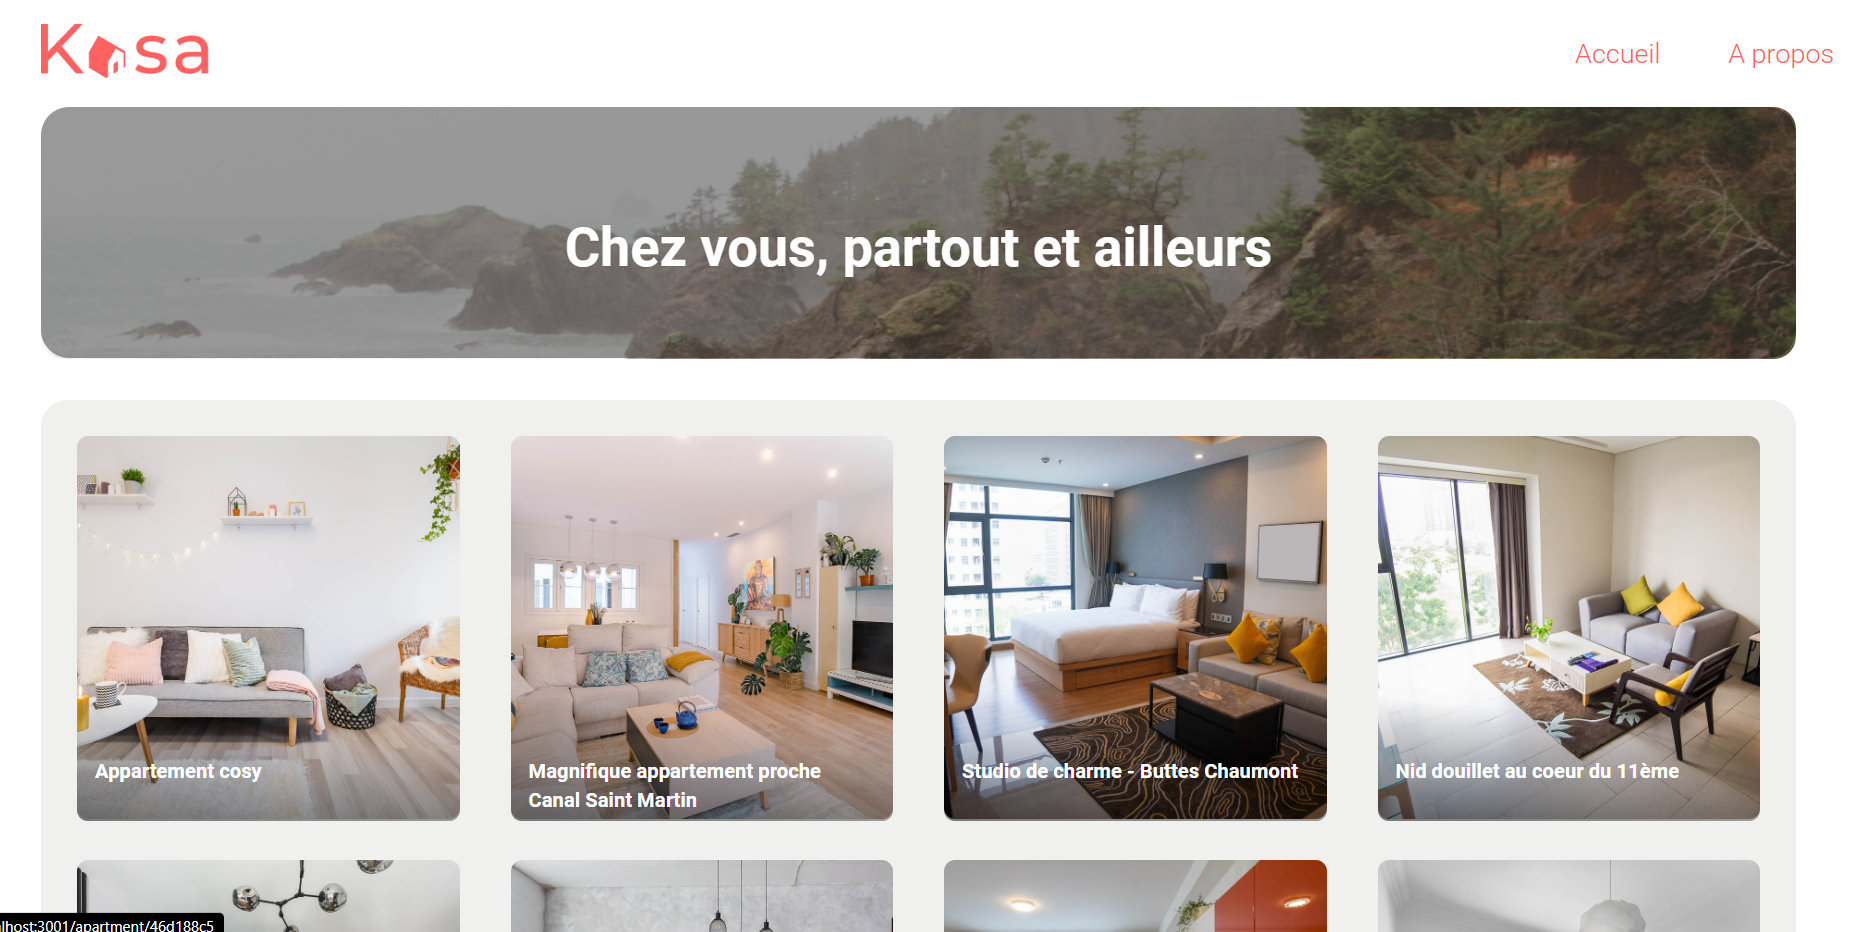 Kasa
Accueil
A propos
Chez vous, partout et ailleurs
Appartement cosy
Magnifique appartement proche
Canal Saint Martin
Studio de charme - Buttes Chaumont
Nid douillet au coeur du 11ème
lhost:3001/apartment/46d188c5